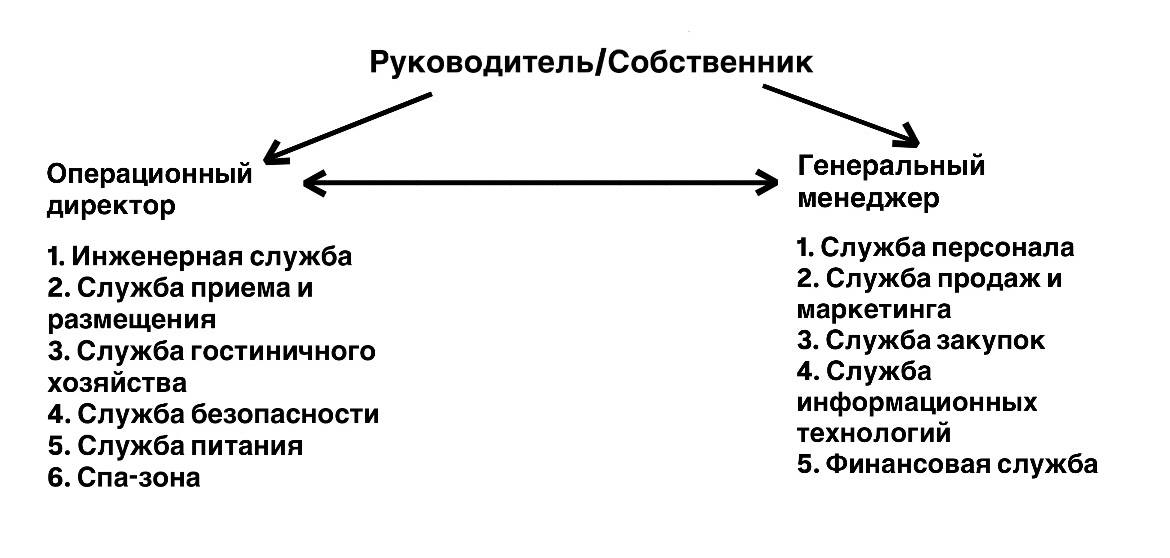 Руководитель/Собственник
Операционный
директор
1. Инженерная служба
2. Служба приема и
размещения
3. Служба гостиничного
хозяйства
4. Служба безопасности
5. Служба питания
6. Спа-зона
Генеральный
менеджер
1. Служба персонала
2. Служба продаж и
маркетинга
3. Служба закупок
4. Служба
информационных
технологий
5. Финансовая служба